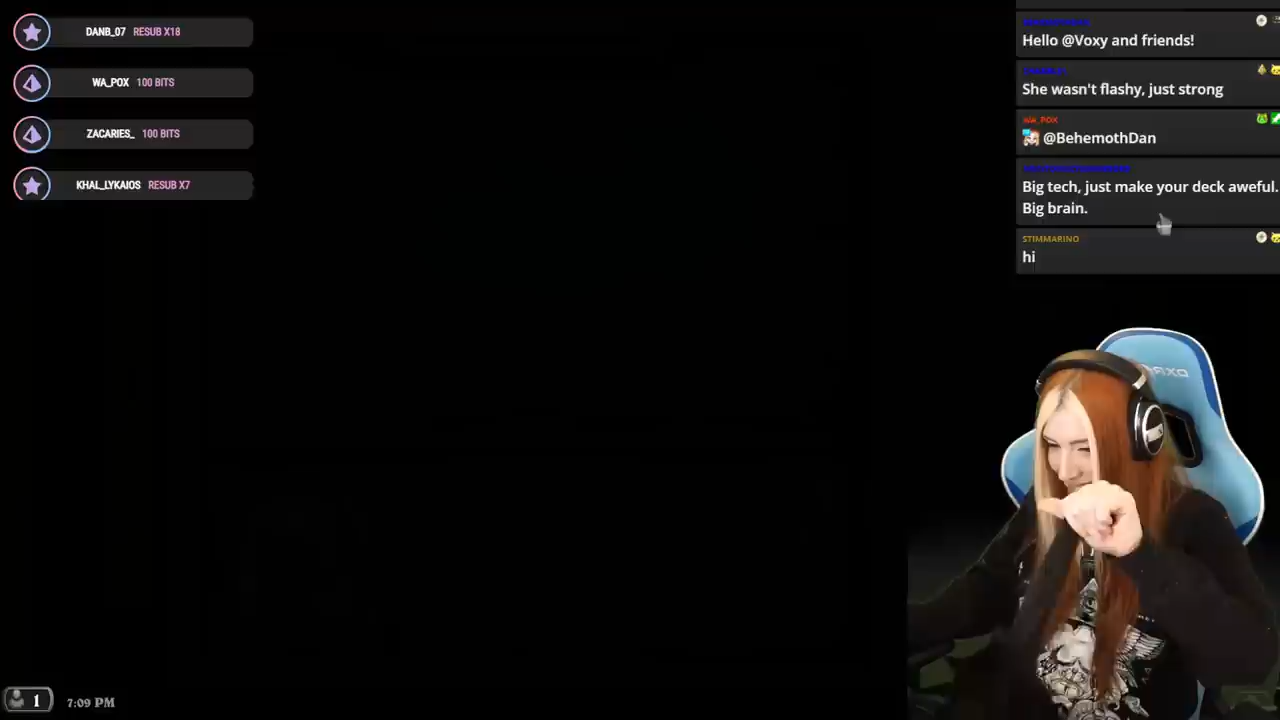 DANB_07 RESUB X18
WA_POX 100 BITS
ZACARIES_ 100 BITS
KHAL_LYKAIOS RESUB X7
Hello @Voxy and friends!
She wasn't flashy, just strong
WA_POX
@BehemothDan
Big tech, just make your deck aweful.
Big brain.
STIMMARINO
hi
1 7:09 PM